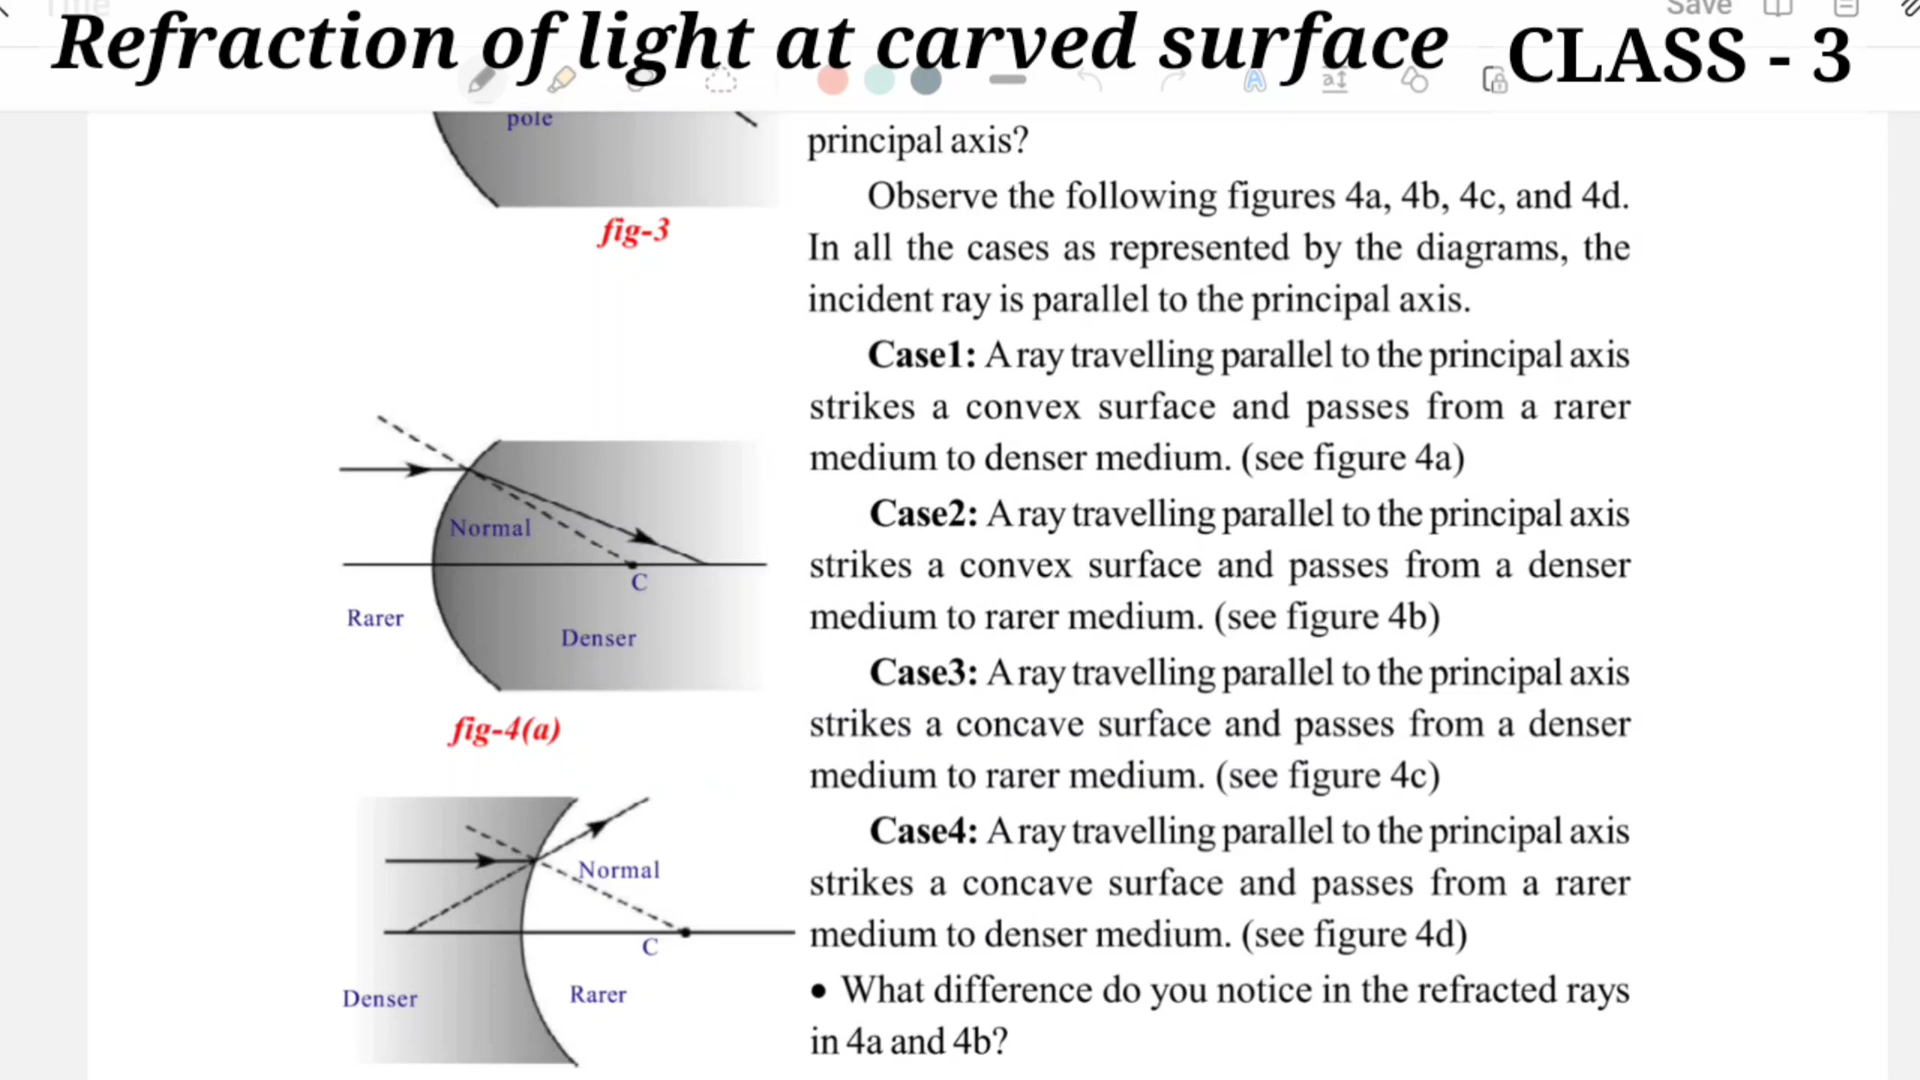 Title
Save
Refraction of light at carved surface CLASS - 3
pole
fig-3
principal axis?
Observe the following figures 4a, 4b, 4c, and 4d.
In all the cases as represented by the diagrams, the
incident ray is parallel to the principal axis.
Case1: A ray travelling parallel to the principal axis
strikes a convex surface and passes from a rarer
medium to denser medium. (see figure 4a)
Normal
C
Rarer
Denser
fig-4(a)
Case2: A ray travelling parallel to the principal axis
strikes a convex surface and passes from a denser
medium to rarer medium. (see figure 4b)
Case3: A ray travelling parallel to the principal axis
strikes a concave surface and passes from a denser
medium to rarer medium. (see figure 4c)
Normal
C
Denser
Rarer
Case4: A ray travelling parallel to the principal axis
strikes a concave surface and passes from a rarer
medium to denser medium. (see figure 4d)
• What difference do you notice in the refracted rays
in 4a and 4b?